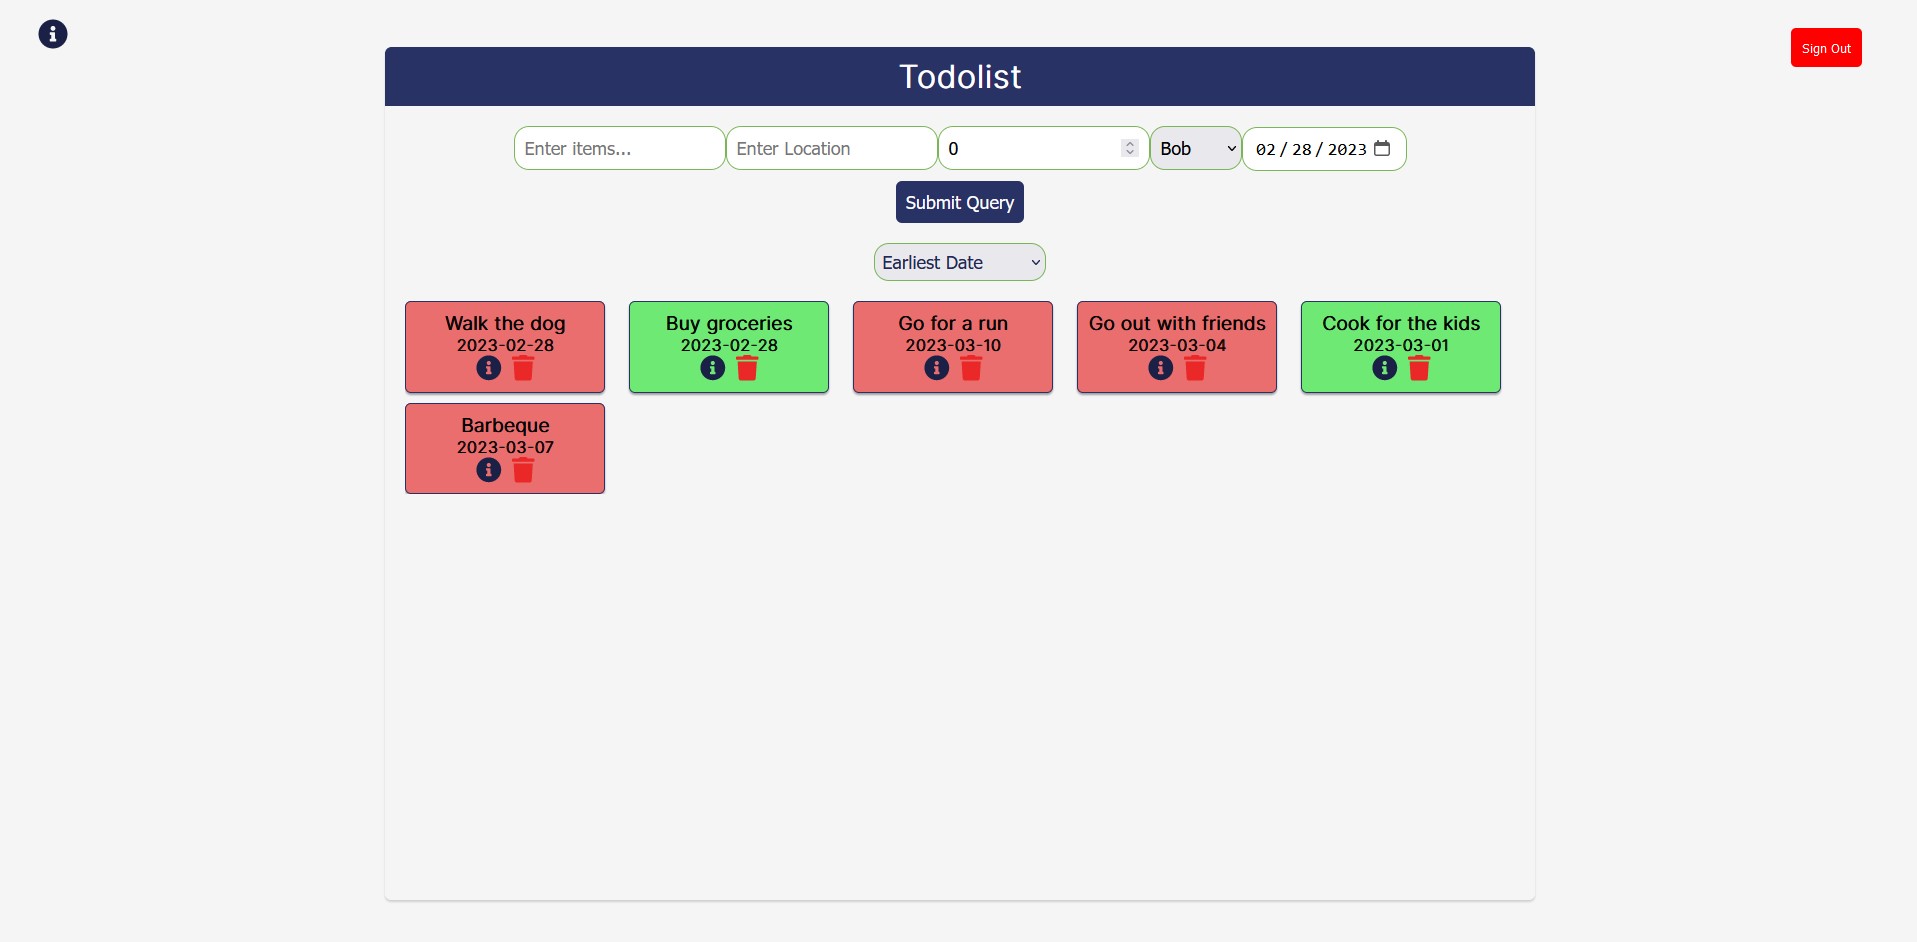 Sign Out
Todolist
Enter items... Enter Location 0 Bob 02/28/2023
Submit Query
Earliest Date
Walk the dog
2023-02-28
Buy groceries
2023-02-28
Go for a run
2023-03-10
Go out with friends
2023-03-04
Cook for the kids
2023-03-01
Barbeque
2023-03-07